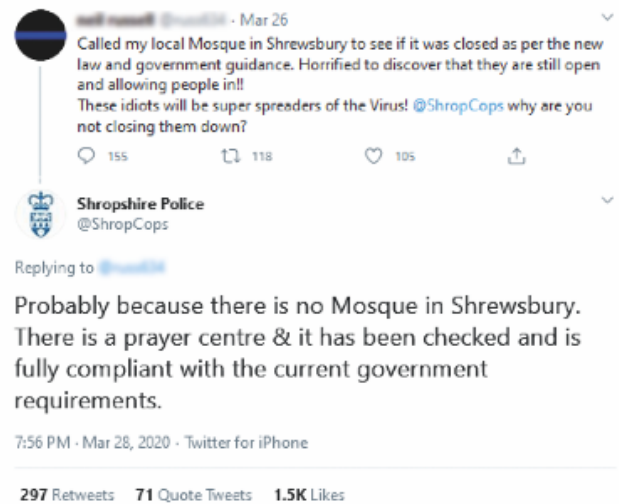 · Mar 26
Called my local Mosque in Shrewsbury to see if it was closed as per the new
law and government guidance. Horrified to discover that they are still open
and allowing people in!!
These idiots will be super spreaders of the Virus! @ShropCops why are you
not closing them down?
155 118 105
Shropshire Police
@ShropCops
Replying to
Probably because there is no Mosque in Shrewsbury.
There is a prayer centre & it has been checked and is
fully compliant with the current government
requirements.
7:56 PM · Mar 28, 2020 · Twitter for iPhone
297 Retweets 71 Quote Tweets 1.5K Likes